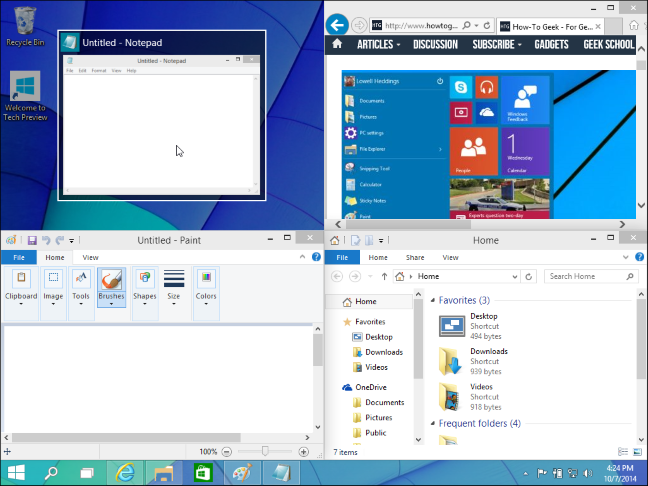 Recycle Bin
Welcome to
Tech Preview
Untitled - Notepad
Untitled - Notepad
File Edit Format View Help
http://www.howtog
HTG
How-To Geek - For Ge...
ARTICLES DISCUSSION SUBSCRIBE GADGETS GEEK SCHOOL
Lowell Heddings
Documents
Pictures
PC settings
File Explorer
Snipping Tool
Calculator
Sticky Notes
Paint
Windows
Feedback
People
1
Wednesday
Calendar
Experts question two-day
Untitled - Paint
File Home View
Clipboard Image Tools Brushes Shapes Size Colors
100%
Home
File Home Share View
Home
Search Home
Home
Favorites
Desktop
Downloads
Videos
OneDrive
Documents
Pictures
Public
Favorites (3)
Desktop
Shortcut
494 bytes
Downloads
Shortcut
939 bytes
Videos
Shortcut
918 bytes
Frequent folders (4)
7 items
4:24 PM
10/7/2014